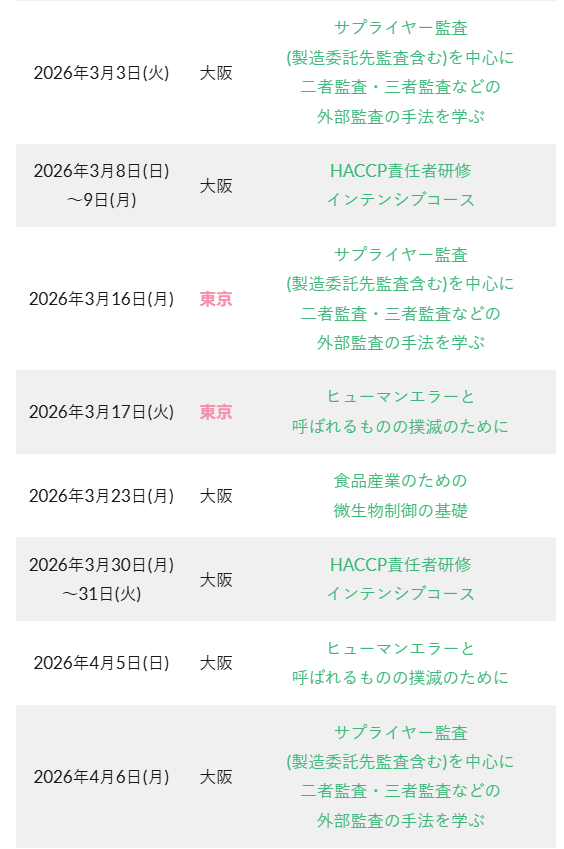 サプライヤー監査
(製造委託先監査含む)を中心に
2026年3月3日(火) 大阪
二者監査・三者監査などの
外部監査の手法を学ぶ
2026年3月8日(日)
～9日(月)
大阪
HACCP責任者研修
インテンシブコース
サプライヤー監査
(製造委託先監査含む)を中心に
2026年3月16日(月) 東京
二者監査・三者監査などの
外部監査の手法を学ぶ
2026年3月17日(火) 東京
ヒューマンエラーと
呼ばれるものの撲滅のために
2026年3月23日(月) 大阪
食品産業のための
微生物制御の基礎
2026年3月30日(月)
～31日(火)
大阪
HACCP責任者研修
インテンシブコース
2026年4月5日(日) 大阪
ヒューマンエラーと
呼ばれるものの撲滅のために
2026年4月6日(月) 大阪
サプライヤー監査
(製造委託先監査含む)を中心に
二者監査・三者監査などの
外部監査の手法を学ぶ